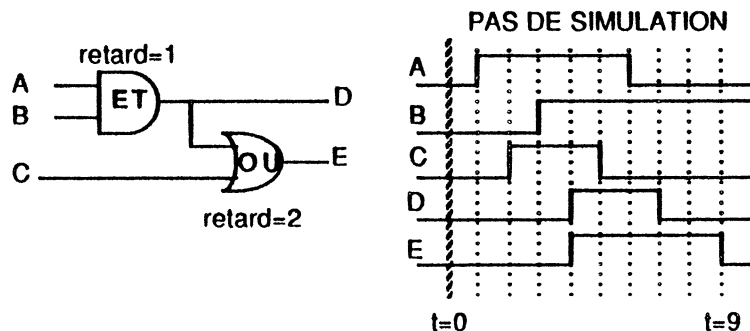 PAS DE SIMULATION
retard=1
A
B
ET
D
C
OU
E
retard=2
A
B
C
D
E
t=0
t=9